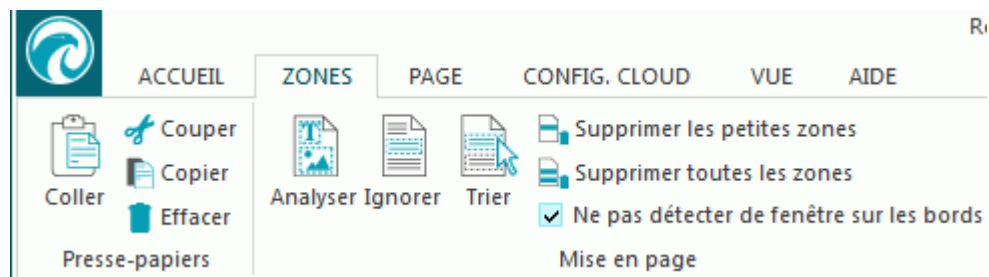 Re
ACCUEIL ZONES PAGE CONFIG. CLOUD VUE AIDE
Coller
Couper
Copier
Effacer
Presse-papiers
Analyser Ignorer Trier
Supprimer les petites zones
Supprimer toutes les zones
Ne pas détecter de fenêtre sur les bords
Mise en page